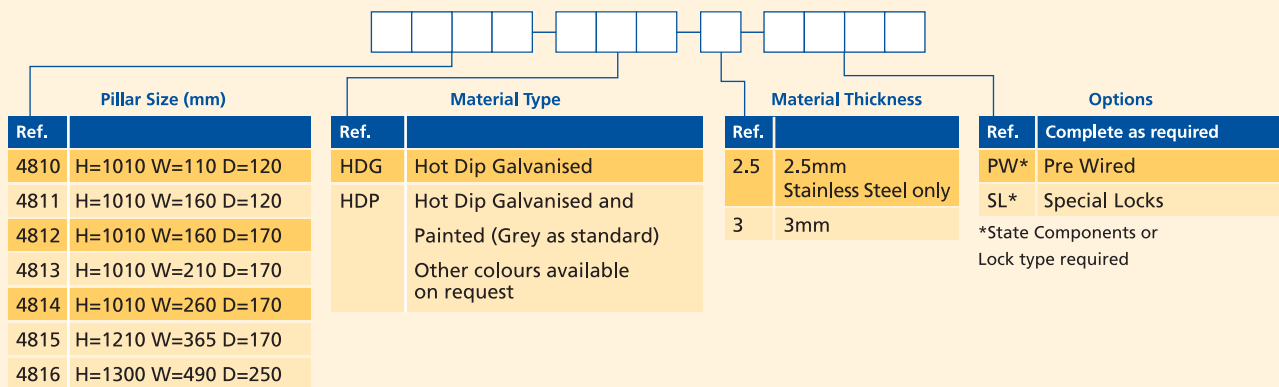 Pillar Size (mm)
Ref.
4810 H=1010 W=110 D=120
4811 H=1010 W=160 D=120
4812 H=1010 W=160 D=170
4813 H=1010 W=210 D=170
4814 H=1010 W=260 D=170
4815 H=1210 W=365 D=170
4816 H=1300 W=490 D=250
Material Type
Ref.
HDG Hot Dip Galvanised
HDP Hot Dip Galvanised and
Painted (Grey as standard)
Other colours available
on request
Material Thickness
Ref.
2.5 2.5mm
Stainless Steel only
3 3mm
Options
Ref. Complete as required
PW* Pre Wired
SL* Special Locks
*State Components or
Lock type required